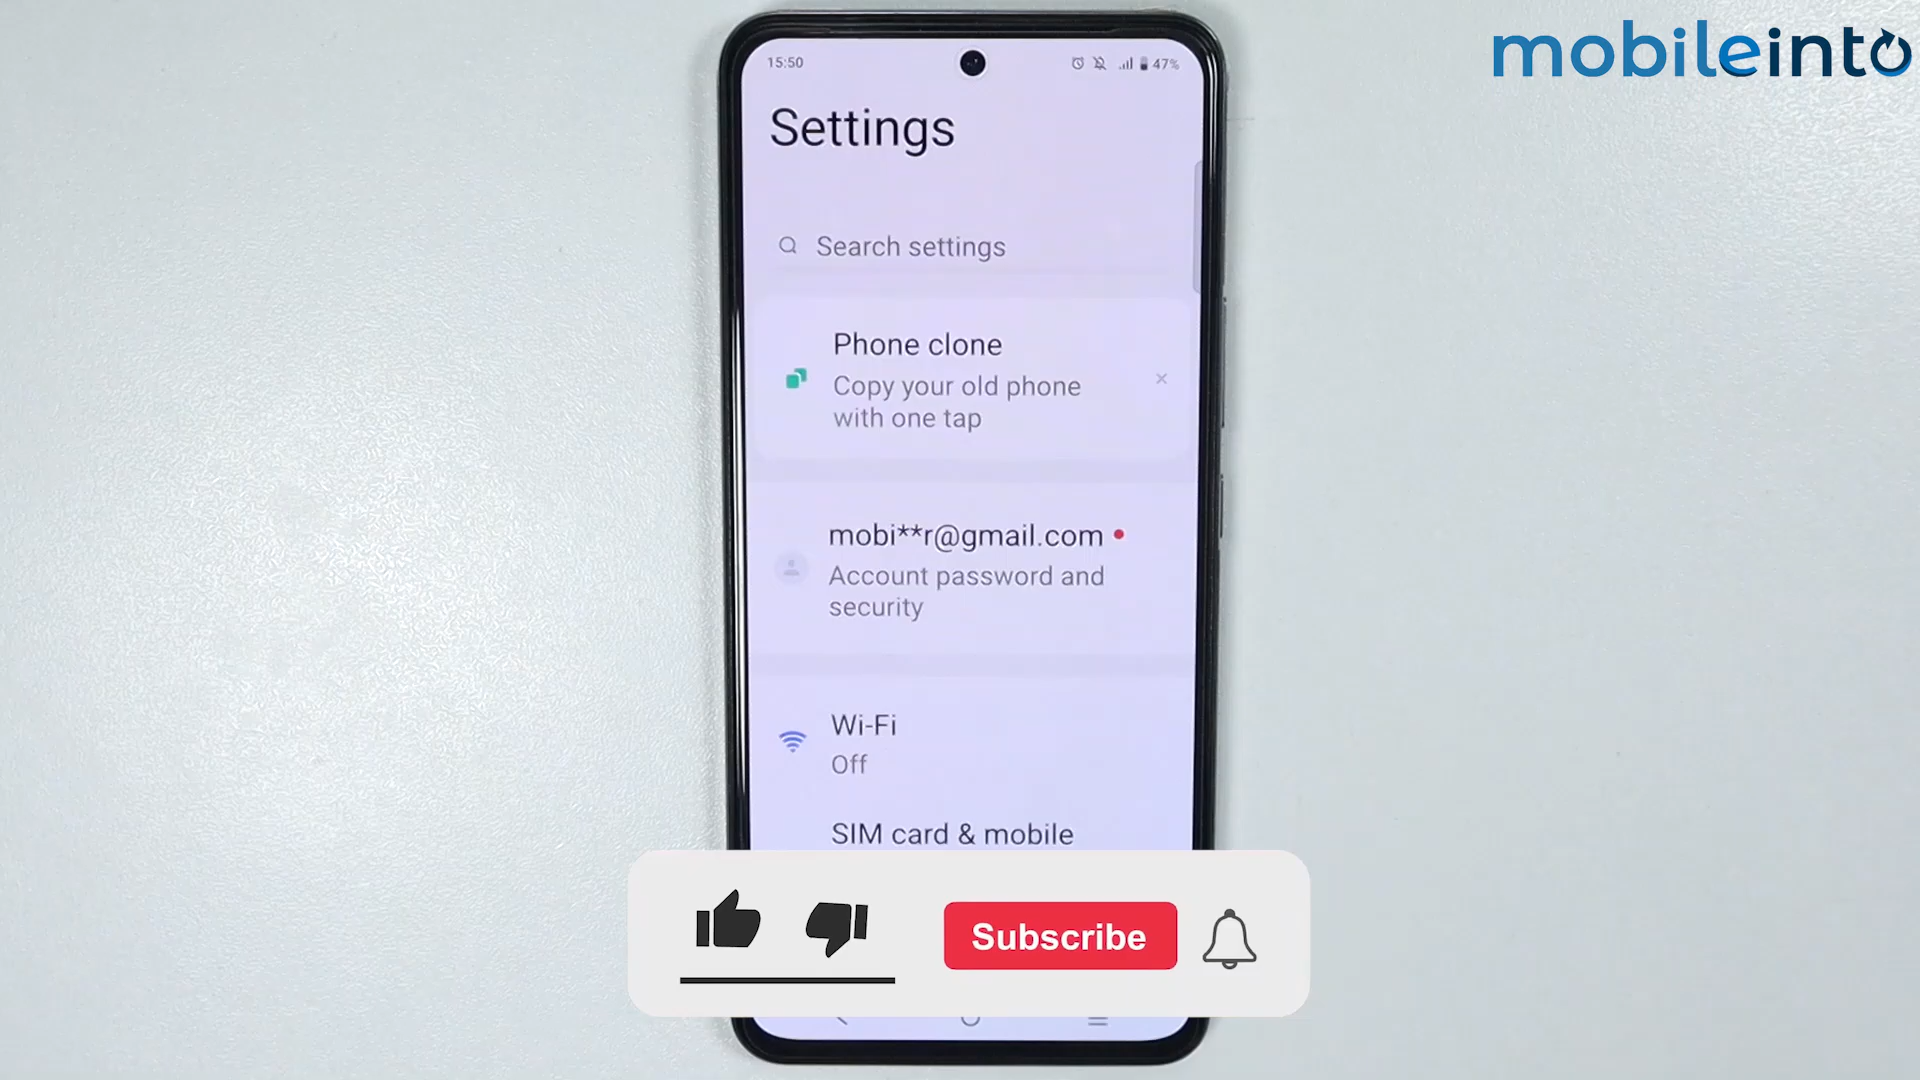 mobileinto
15:50
47%
Settings
Search settings
Phone clone
Copy your old phone
with one tap
mobi**r@gmail.com
Account password and
security
Wi-Fi
Off
SIM card & mobile
Subscribe